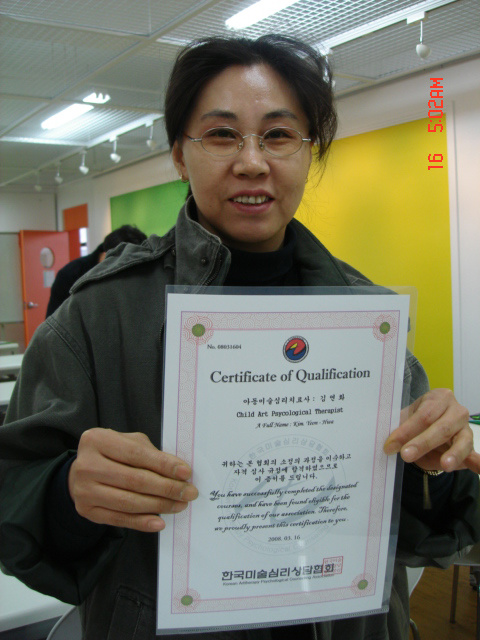 16 5:02AM
No. 08031604
Certificate of Qualification
아동미술심리치료사 : 김 연 화
Child Art Psycological Therapist
A Full Name : Kim Yeon - Hwa
귀하는 본 협회의 소정의 과정을 이수하고
자격 심사 규정에 합격하였으므로
이 증서를 드립니다.
You have successfully completed the designated
courses, and have been found eligible for the
qualification of our association. Therefore,
we proudly present this certification to you
2008. 03. 16
한국미술심리상담협회